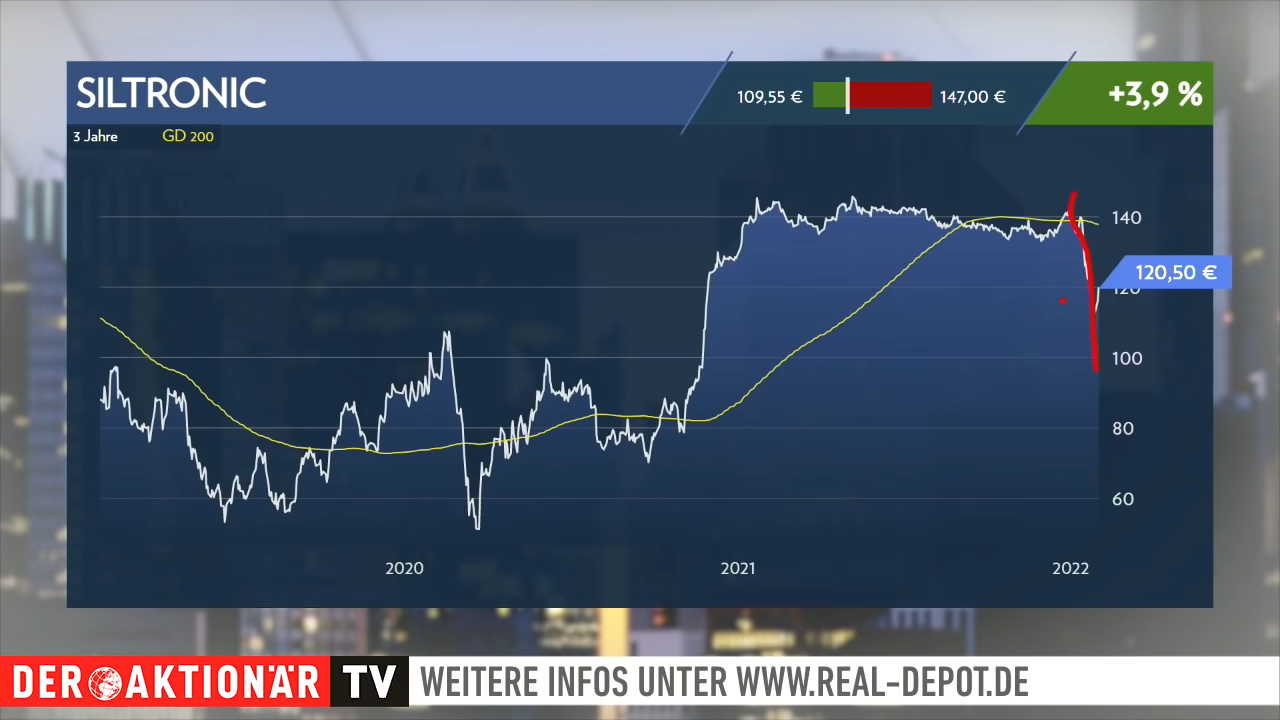 SILTRONIC
109,55 €
147,00 €
+3,9 %
3 Jahre
GD 200
140
120,50 €
120
100
80
60
2020
2021
2022
DER AKTIONÄR TV
WEITERE INFOS UNTER WWW.REAL-DEPOT.DE